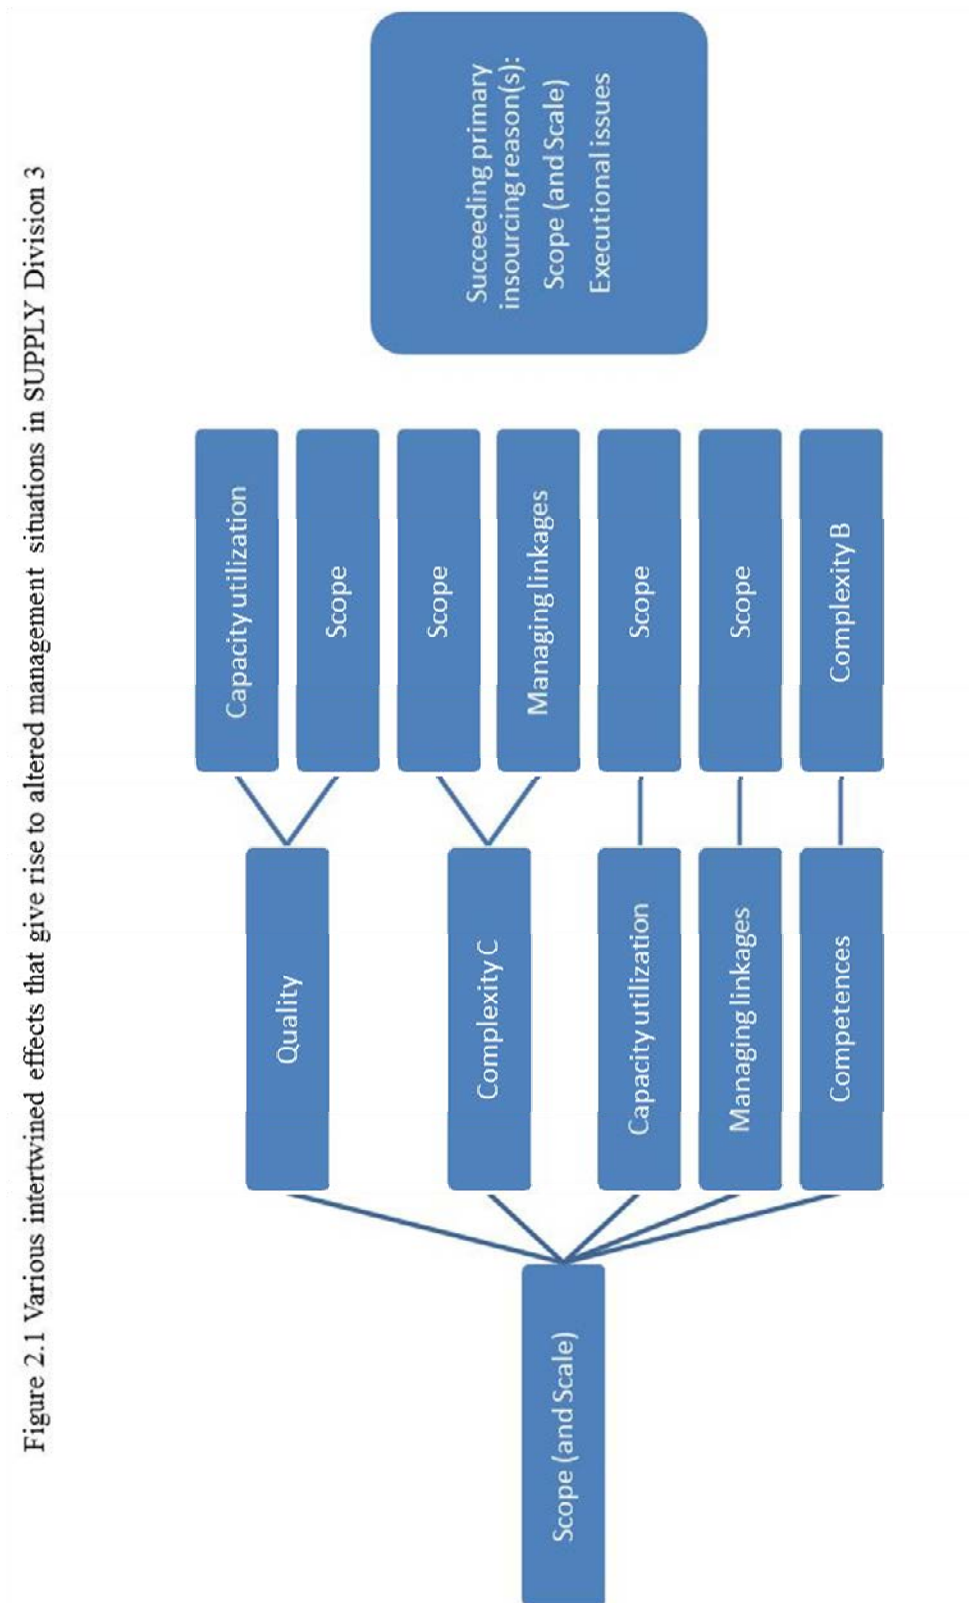 Figure 2.1 Various intertwined effects that give rise to altered management situations in SUPPLY Division 3
Scope (and Scale)
Quality
Complexity C
Capacity utilization
Managing linkages
Competences
Capacity utilization
Scope
Scope
Managing linkages
Scope
Scope
Complexity B
Succeeding primary
insourcing reason(s):
Scope (and Scale)
Executional issues